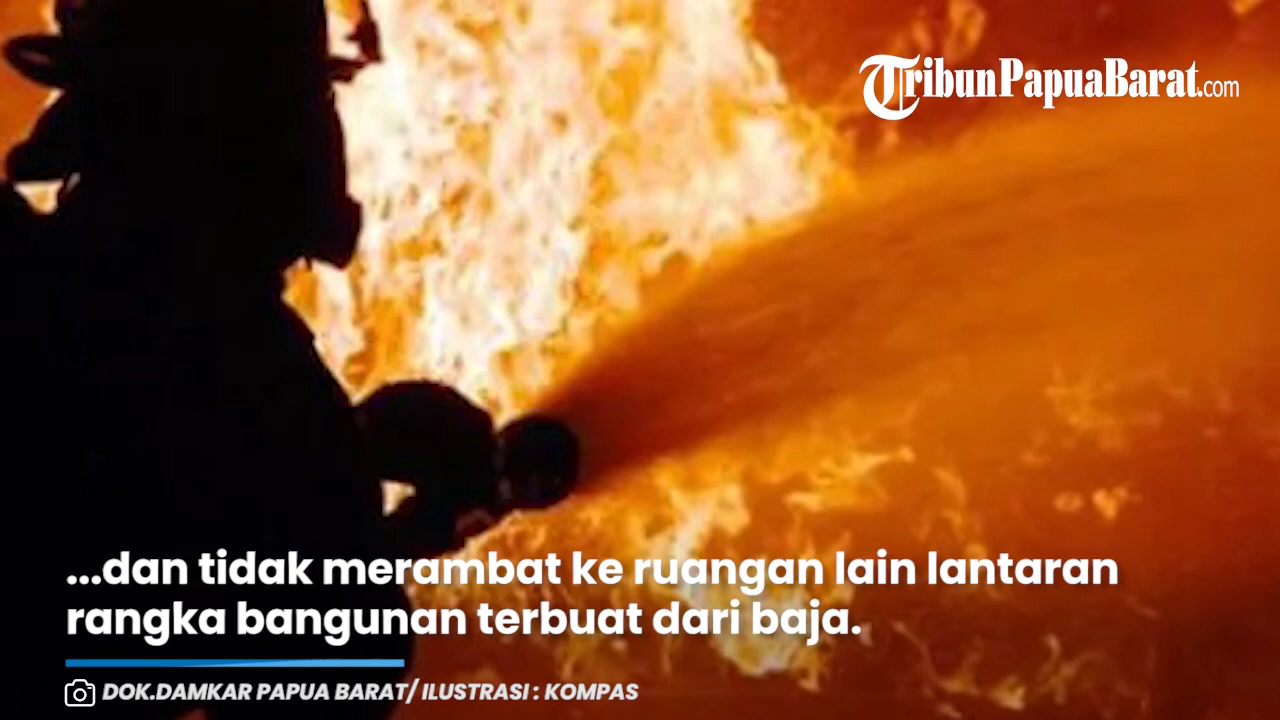 TribunPapuaBarat.com
...dan tidak merambat ke ruangan lain lantaran
rangka bangunan terbuat dari baja.
DOK.DAMKAR PAPUA BARAT/ ILUSTRASI : KOMPAS